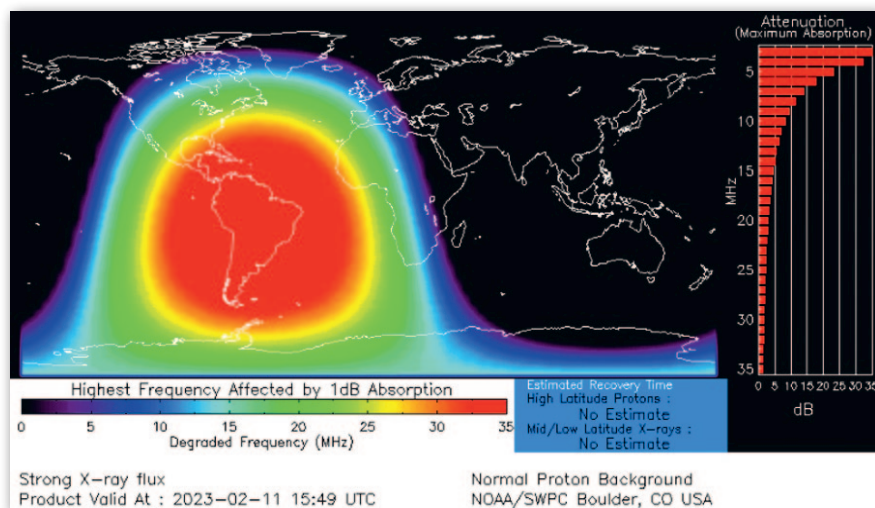 Attenuation
(Maximum Absorption)
5
10
15
20
25
30
35
MHz
0 5 10 15 20 25 30 35
dB
Highest Frequency Affected by 1dB Absorption
0 5 10 15 20 25 30 35
Degraded Frequency (MHz)
Estimated Recovery Time
High Latitude Protons :
No Estimate
Mid/Low Latitude X-rays :
No Estimate
Strong X-ray flux
Product Valid At : 2023-02-11 15:49 UTC
Normal Proton Background
NOAA/SWPC Boulder, CO USA